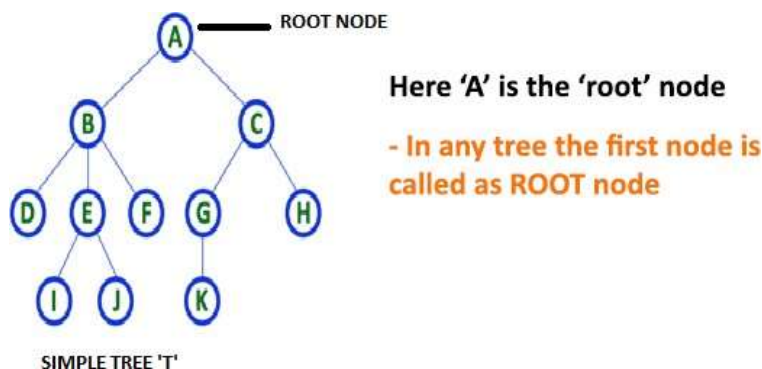 ROOT NODE
A
B
C
D
E
F
G
H
I
J
K
SIMPLE TREE 'T'
Here ‘A’ is the ‘root’ node
- In any tree the first node is
called as ROOT node